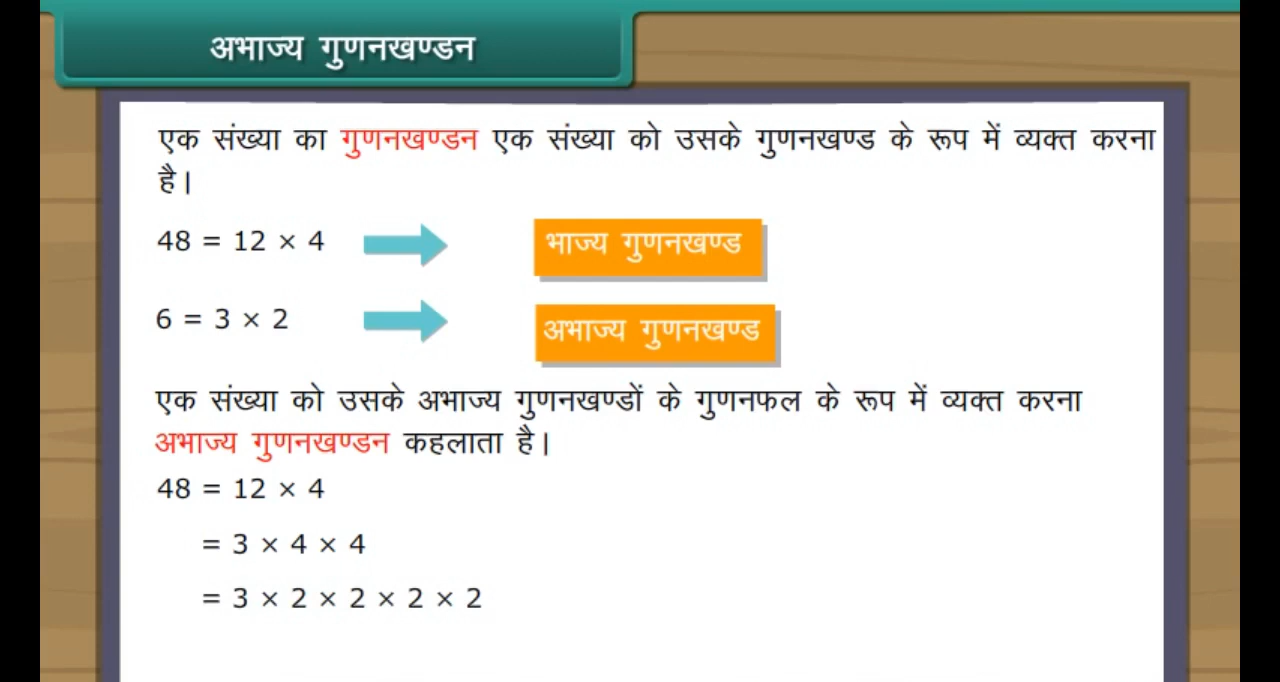 अभाज्य गुणनखण्डन
एक संख्या का गुणनखण्डन एक संख्या को उसके गुणनखण्ड के रूप में व्यक्त करना
है।
48 = 12 × 4
भाज्य गुणनखण्ड
6 = 3 × 2
अभाज्य गुणनखण्ड
एक संख्या को उसके अभाज्य गुणनखण्डों के गुणनफल के रूप में व्यक्त करना
अभाज्य गुणनखण्डन कहलाता है।
48 = 12 × 4
= 3 × 4 × 4
= 3 × 2 × 2 × 2 × 2